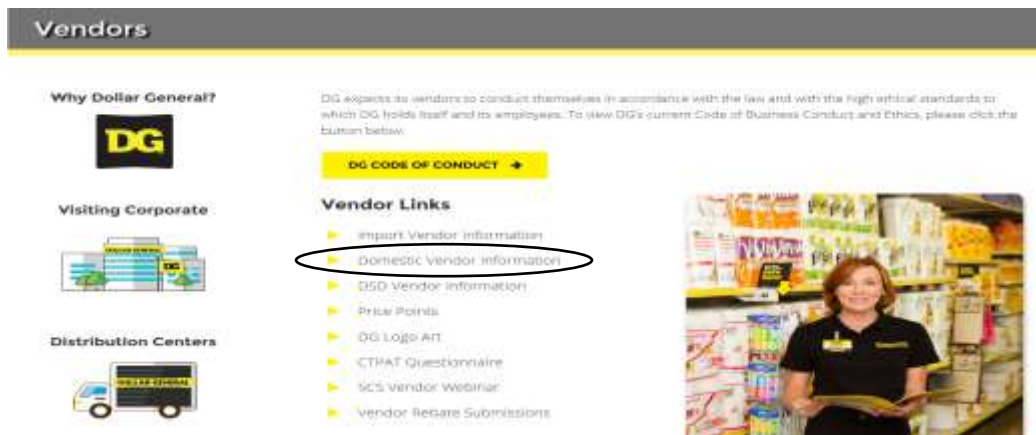 Vendors
Why Dollar General?
DG
Visiting Corporate
DOLLAR GENERAL
DG
Distribution Centers
DOLLAR GENERAL
DG expects its vendors to conduct themselves in accordance with the law and with the high ethical standards to
which DG holds itself and its employees. To view DG's current Code of Business Conduct and Ethics, please click the
button below.
DG CODE OF CONDUCT
Vendor Links
Import Vendor Information
Domestic Vendor Information
DSD Vendor Information
Price Points
DG Logo Art
CTPAT Questionnaire
SCS Vendor Webinar
Vendor Rebate Submissions